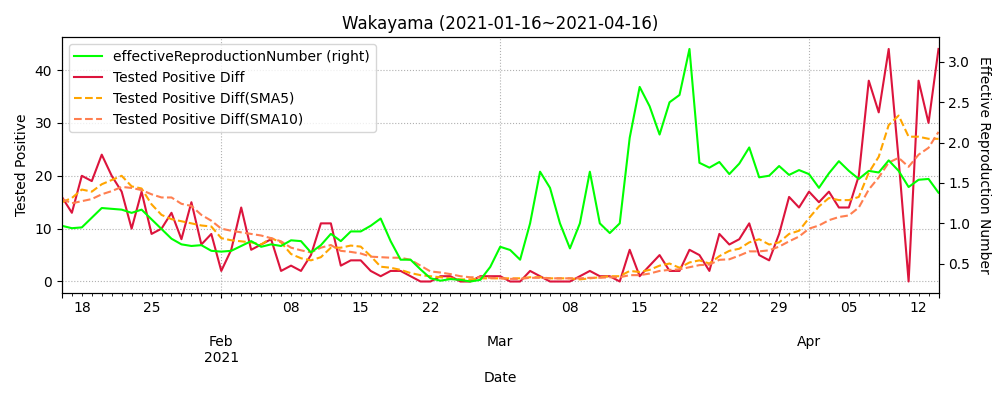 Wakayama (2021-01-16~2021-04-16)
effectiveReproductionNumber (right)
Tested Positive Diff
Tested Positive Diff(SMA5)
Tested Positive Diff(SMA10)
Tested Positive
40
30
20
10
0
Effective Reproduction Number
3.0
2.5
2.0
1.5
1.0
0.5
18 25 08 15 22 08 15 22 29 05 12
Feb Mar Apr
2021
Date